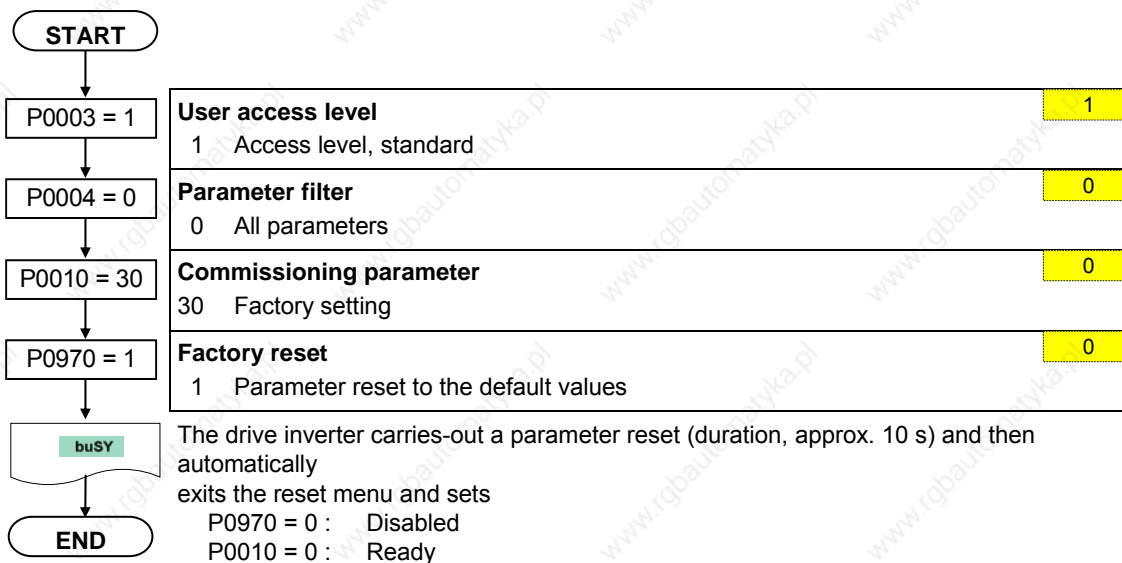 START
P0003 = 1
User access level
1
1 Access level, standard
P0004 = 0
Parameter filter
0
0 All parameters
P0010 = 30
Commissioning parameter
0
30 Factory setting
P0970 = 1
Factory reset
0
1 Parameter reset to the default values
buSY
The drive inverter carries-out a parameter reset (duration, approx. 10 s) and then
automatically
exits the reset menu and sets
P0970 = 0 : Disabled
END
P0010 = 0 : Ready
www.rgbautomatyka.pl